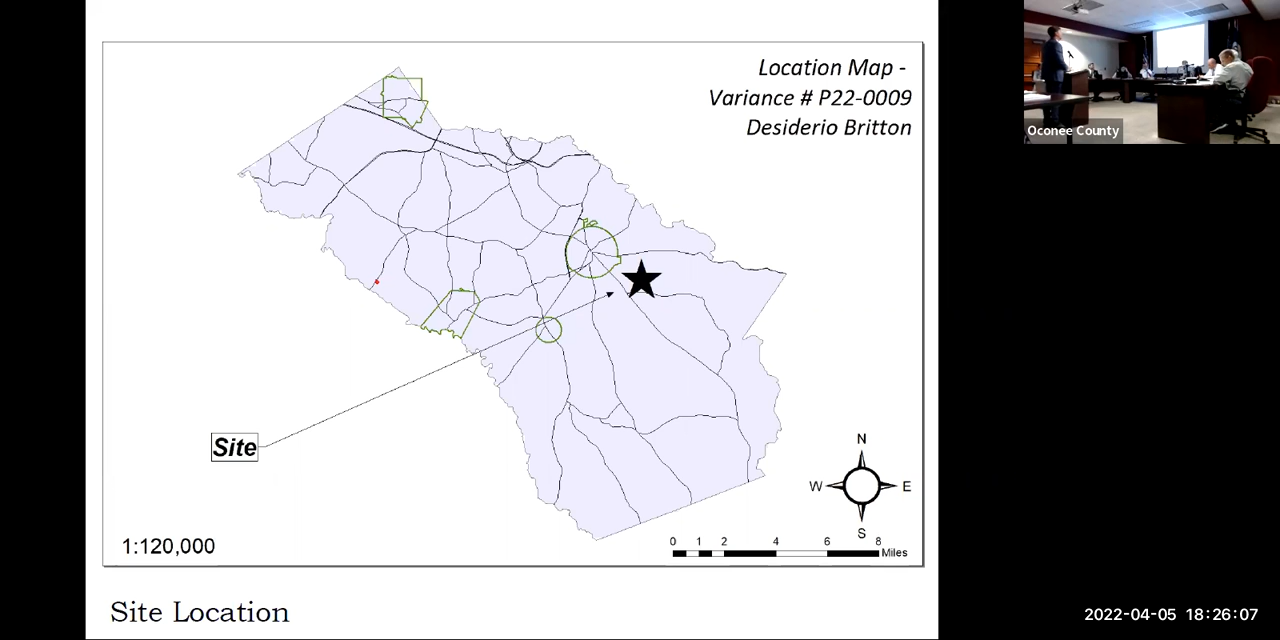 Location Map -
Variance # P22-0009
Desiderio Britton
Oconee County
Site
N
W
E
S
1:120,000
0 1 2 4 6 8
Miles
Site Location
2022-04-05 18:26:07